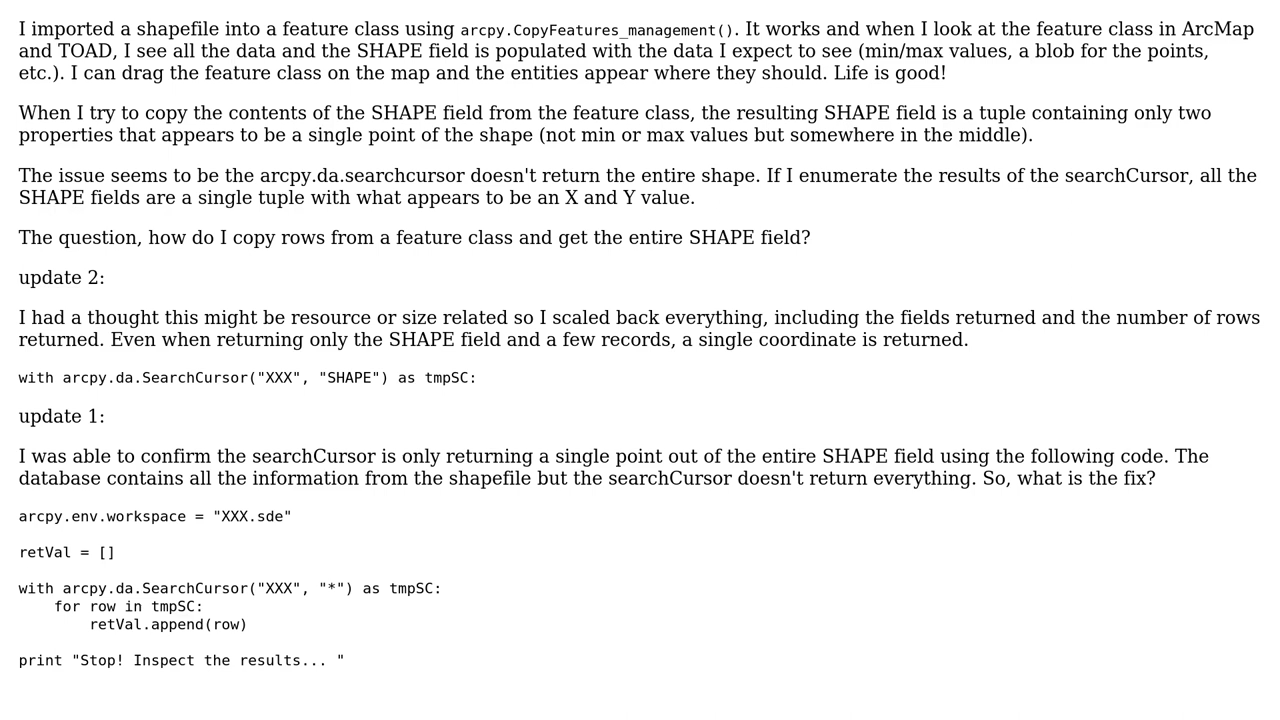 I imported a shapefile into a feature class using arcpy.CopyFeatures_management(). It works and when I look at the feature class in ArcMap
and TOAD, I see all the data and the SHAPE field is populated with the data I expect to see (min/max values, a blob for the points,
etc.). I can drag the feature class on the map and the entities appear where they should. Life is good!
When I try to copy the contents of the SHAPE field from the feature class, the resulting SHAPE field is a tuple containing only two
properties that appears to be a single point of the shape (not min or max values but somewhere in the middle).
The issue seems to be the arcpy.da.searchcursor doesn't return the entire shape. If I enumerate the results of the searchCursor, all the
SHAPE fields are a single tuple with what appears to be an X and Y value.
The question, how do I copy rows from a feature class and get the entire SHAPE field?
update 2:
I had a thought this might be resource or size related so I scaled back everything, including the fields returned and the number of rows
returned. Even when returning only the SHAPE field and a few records, a single coordinate is returned.
with arcpy.da.SearchCursor("XXX", "SHAPE") as tmpSC:
update 1:
I was able to confirm the searchCursor is only returning a single point out of the entire SHAPE field using the following code. The
database contains all the information from the shapefile but the searchCursor doesn't return everything. So, what is the fix?
arcpy.env.workspace = "XXX.sde"
retVal = []
with arcpy.da.SearchCursor("XXX", "*") as tmpSC:
    for row in tmpSC:
        retVal.append(row)
print "Stop! Inspect the results... "